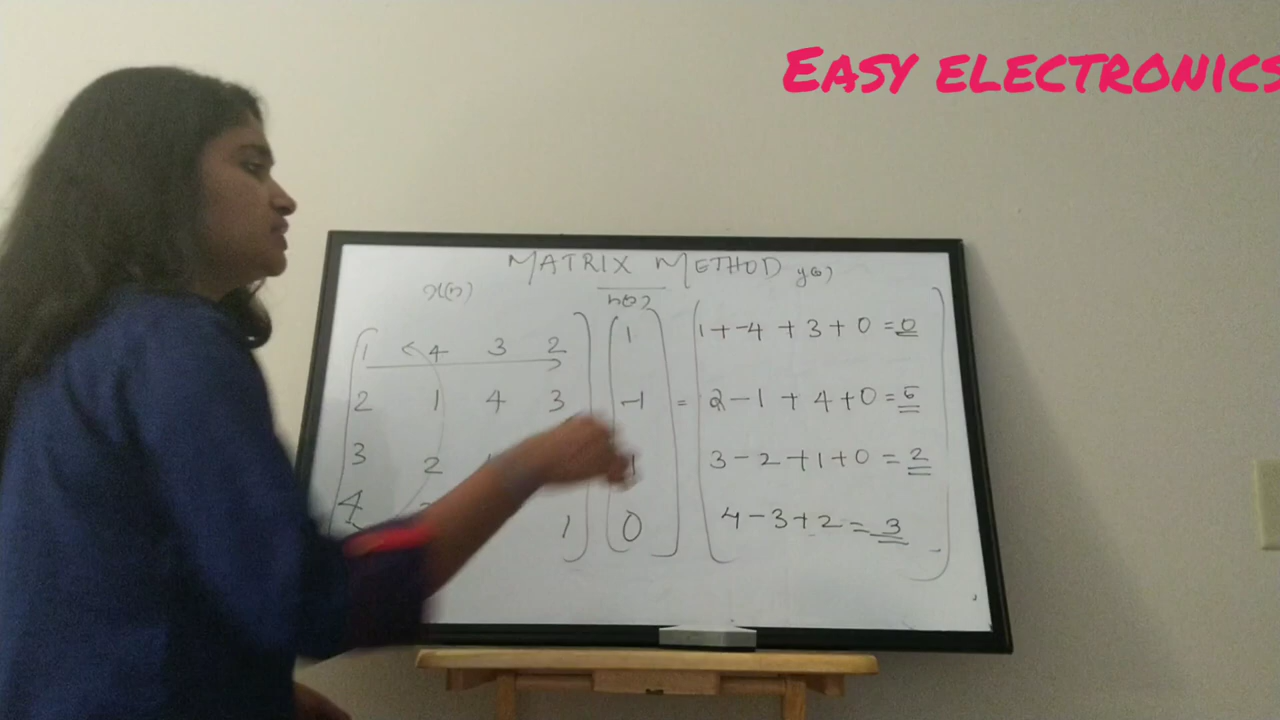 EASY ELECTRONICS
MATRIX METHOD y(n)
x(n) h(n)
1 4 3 2 1 1 + -4 + 3 + 0 = 0
2 1 4 3 -1 = 2 - 1 + 4 + 0 = 5
3 2 1 3 - 2 + 1 + 0 = 2
4 1 0 4 - 3 + 2 = 3